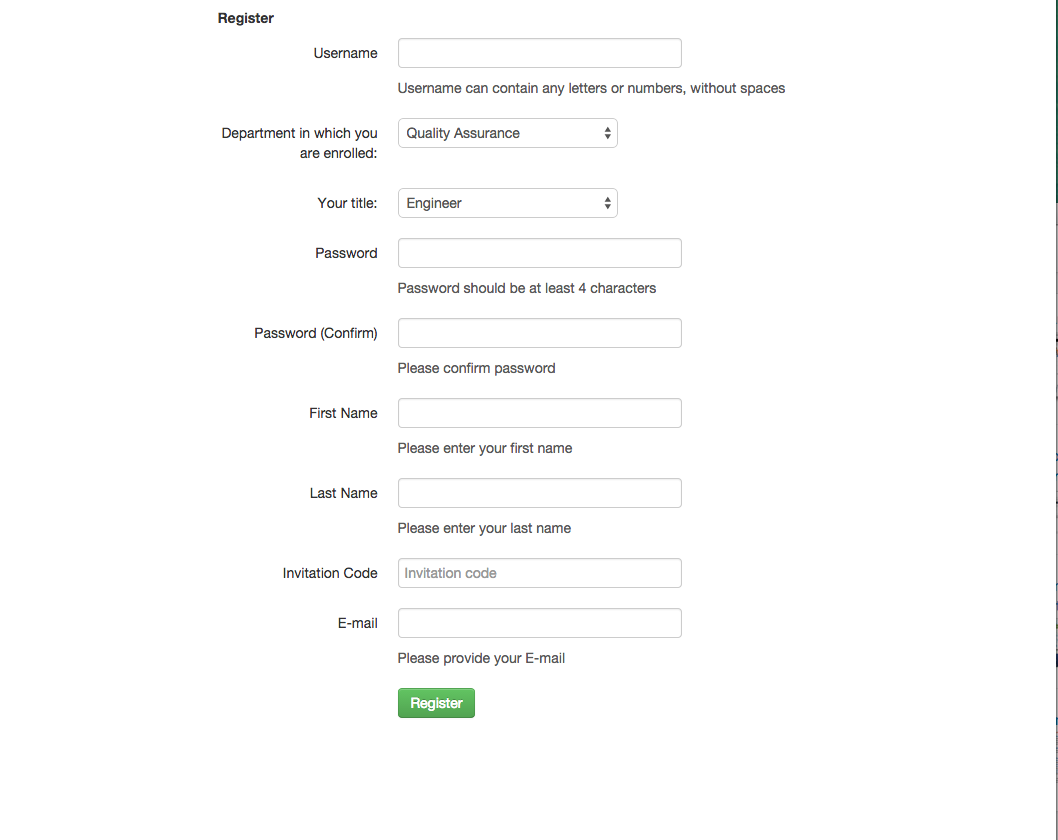 Register
Username
Username can contain any letters or numbers, without spaces
Department in which you
are enrolled:
Quality Assurance
Your title:
Engineer
Password
Password should be at least 4 characters
Password (Confirm)
Please confirm password
First Name
Please enter your first name
Last Name
Please enter your last name
Invitation Code
Invitation code
E-mail
Please provide your E-mail
Register